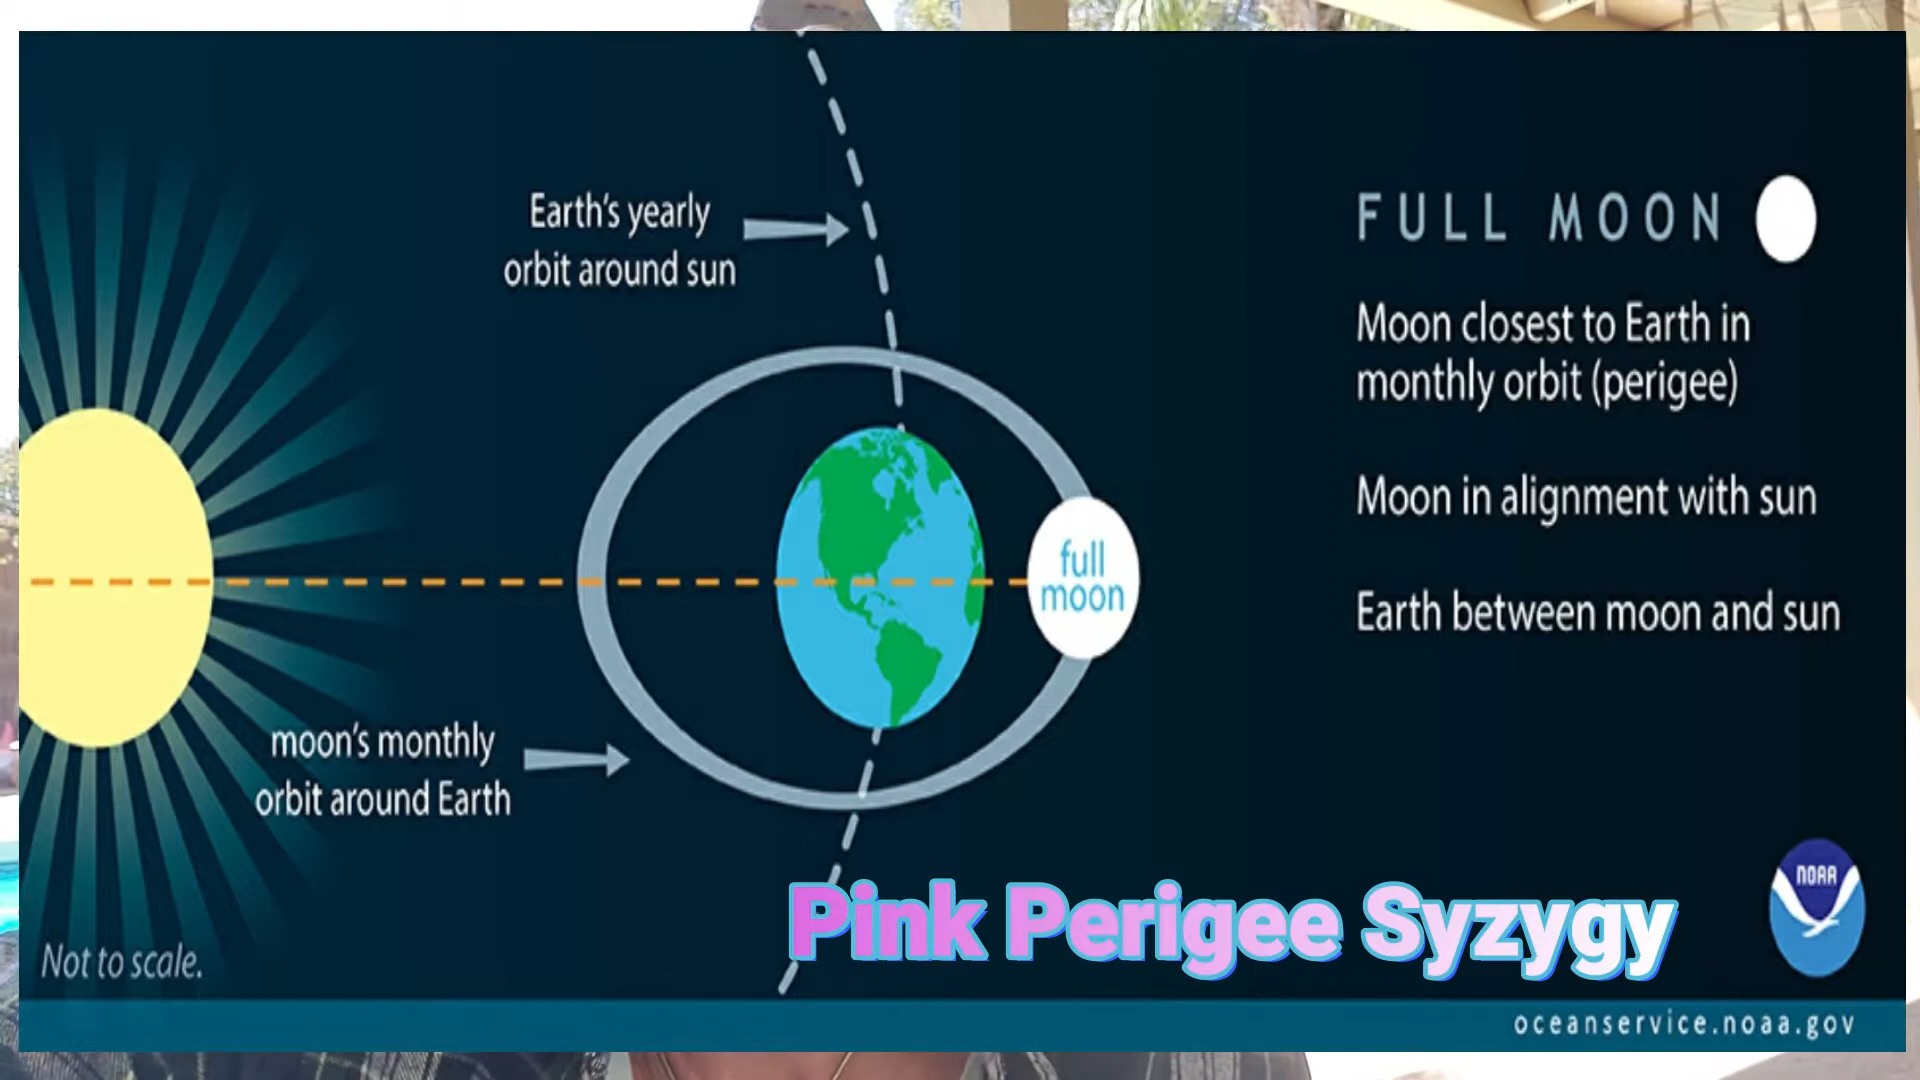 Earth's yearly
orbit around sun
FULL MOON
Moon closest to Earth in
monthly orbit (perigee)
Moon in alignment with sun
full
moon
Earth between moon and sun
moon's monthly
orbit around Earth
Pink Perigee Syzygy
NOAA
Not to scale.
oceanservice.noaa.gov